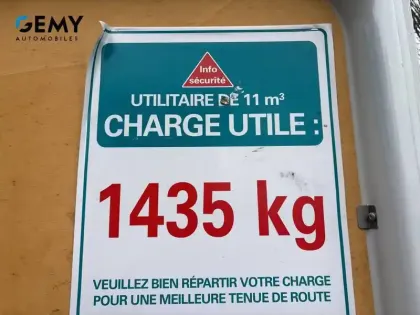 GEMY
AUTOMOBILES
Info
sécurité
UTILITAIRE DE 11 m³
CHARGE UTILE :
1435 kg
VEUILLEZ BIEN RÉPARTIR VOTRE CHARGE
POUR UNE MEILLEURE TENUE DE ROUTE